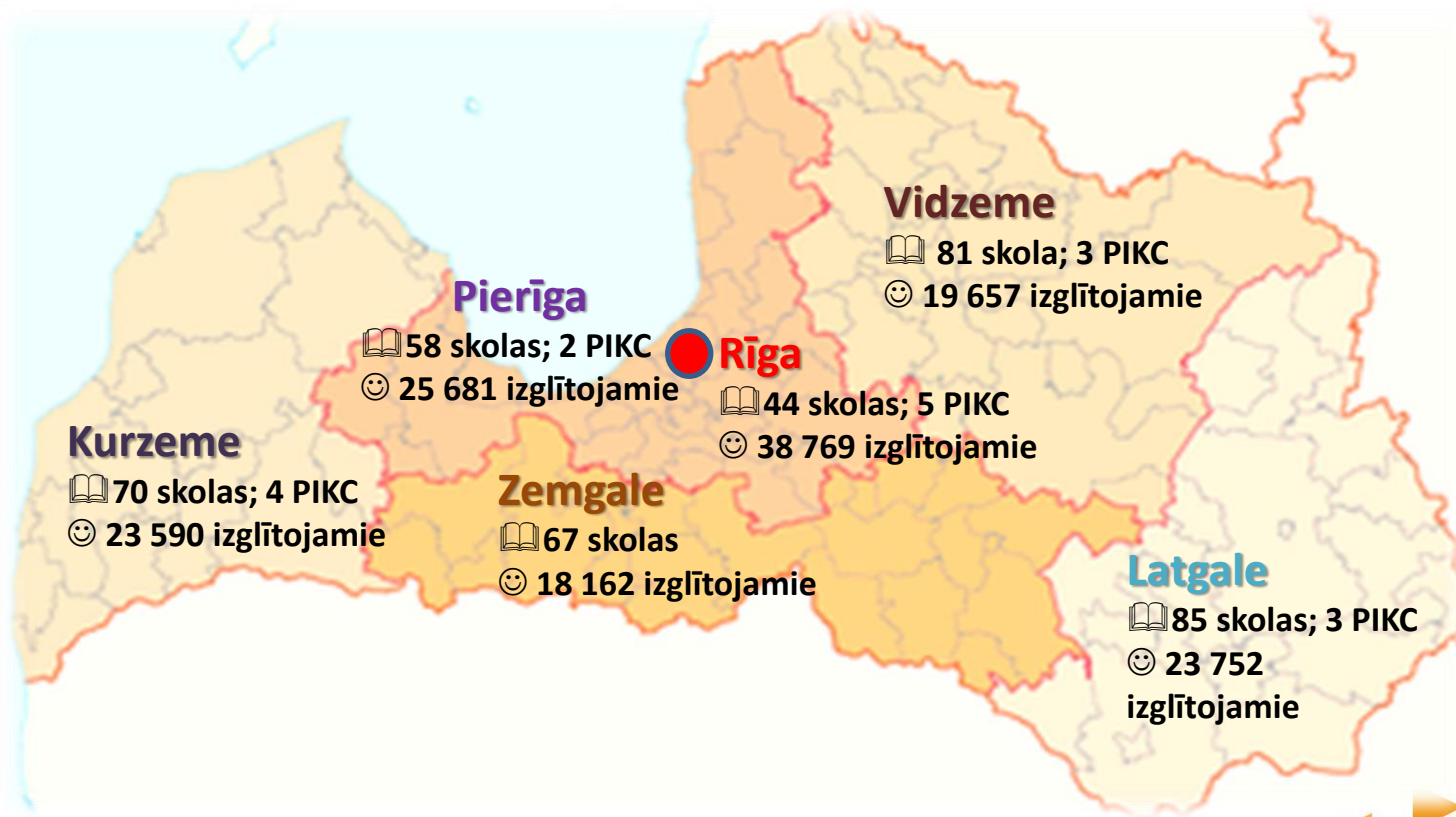 Vidzeme
81 skola; 3 PIKC
19 657 izglītojamie
Pierīga
58 skolas; 2 PIKC
25 681 izglītojamie
Rīga
44 skolas; 5 PIKC
38 769 izglītojamie
Kurzeme
70 skolas; 4 PIKC
23 590 izglītojamie
Zemgale
67 skolas
18 162 izglītojamie
Latgale
85 skolas; 3 PIKC
23 752
izglītojamie